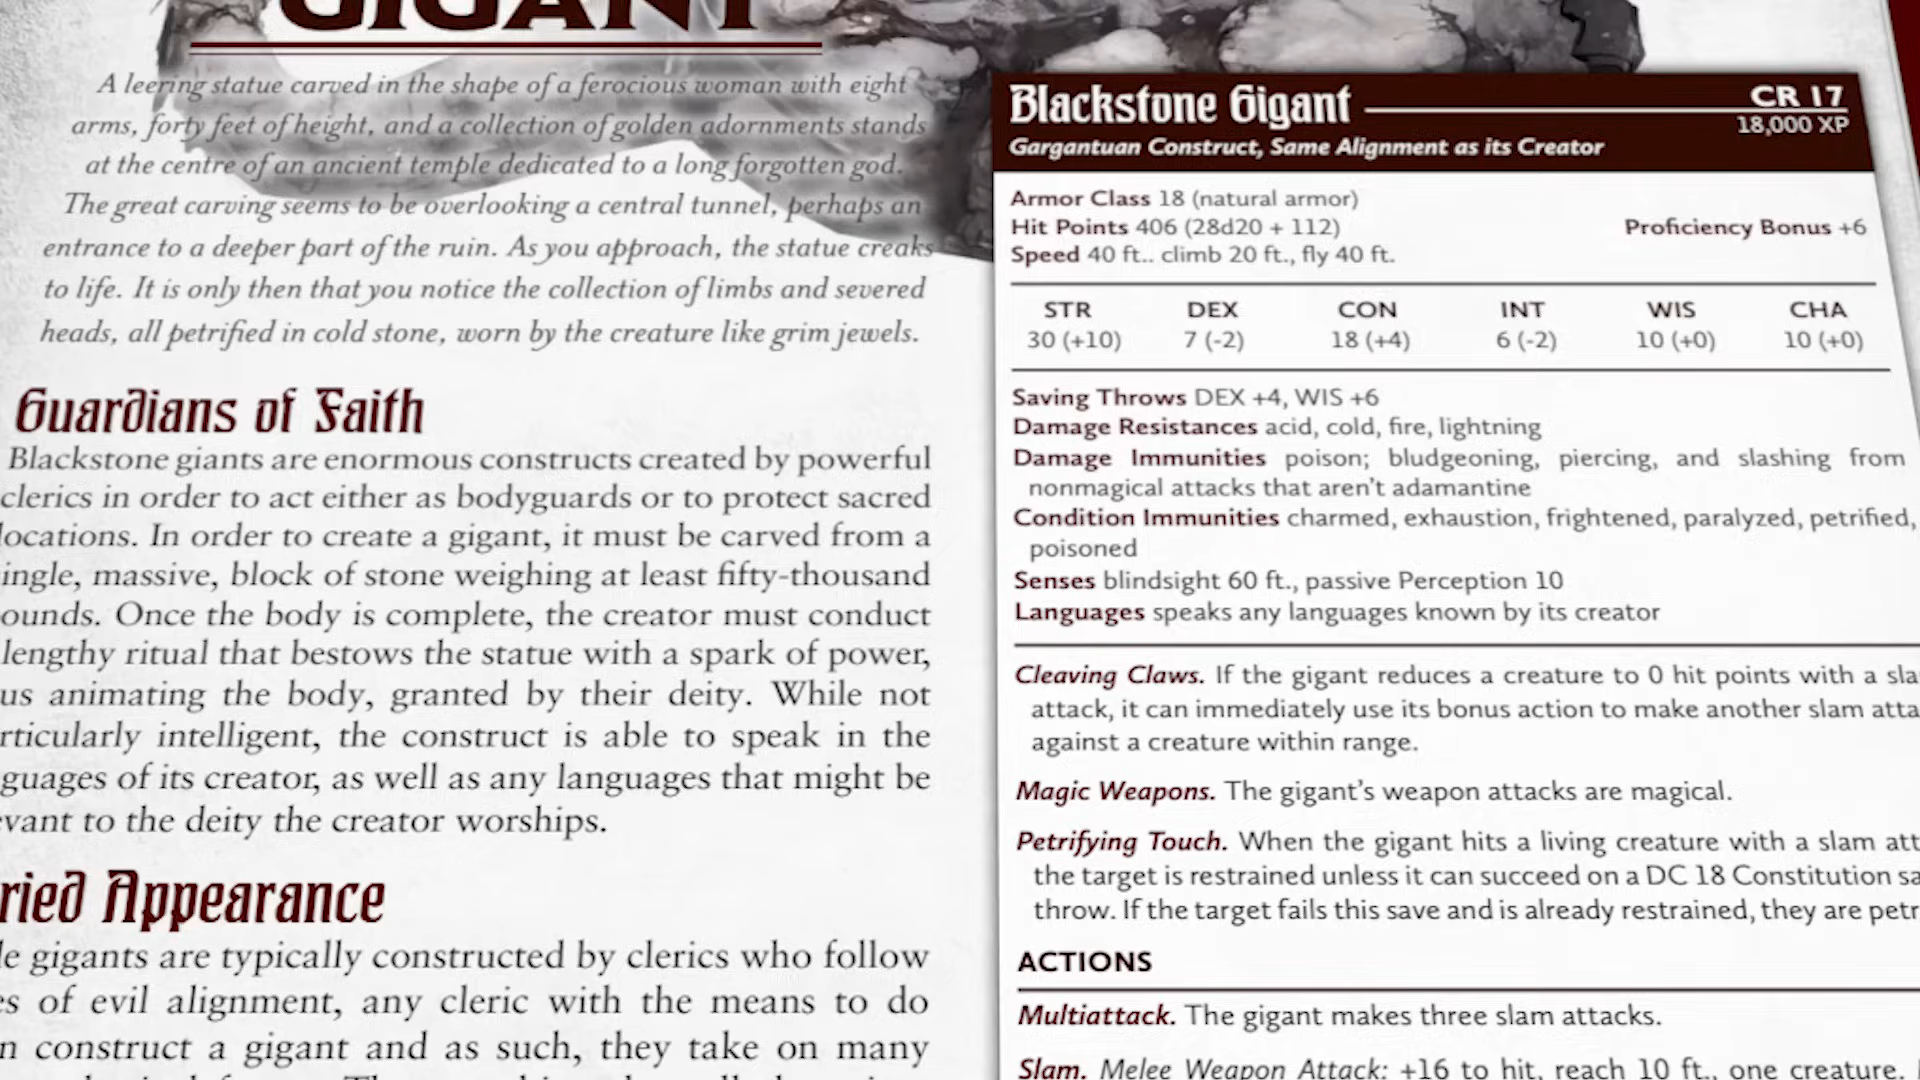 GIGANT
A leering statue carved in the shape of a ferocious woman with eight
arms, forty feet of height, and a collection of golden adornments stands
at the centre of an ancient temple dedicated to a long forgotten god.
The great carving seems to be overlooking a central tunnel, perhaps an
entrance to a deeper part of the ruin. As you approach, the statue creaks
to life. It is only then that you notice the collection of limbs and severed
heads, all petrified in cold stone, worn by the creature like grim jewels.
Guardians of Faith
Blackstone giants are enormous constructs created by powerful
clerics in order to act either as bodyguards or to protect sacred
locations. In order to create a gigant, it must be carved from a
ingle, massive, block of stone weighing at least fifty-thousand
ounds. Once the body is complete, the creator must conduct
lengthy ritual that bestows the statue with a spark of power,
us animating the body, granted by their deity. While not
rticularly intelligent, the construct is able to speak in the
guages of its creator, as well as any languages that might be
vant to the deity the creator worships.
ried Appearance
le gigants are typically constructed by clerics who follow
es of evil alignment, any cleric with the means to do
n construct a gigant and as such, they take on many
Blackstone Gigant
CR 17
18,000 XP
Gargantuan Construct, Same Alignment as its Creator
Armor Class 18 (natural armor)
Hit Points 406 (28d20 + 112)
Proficiency Bonus +6
Speed 40 ft.. climb 20 ft., fly 40 ft.
STR DEX CON INT WIS CHA
30 (+10) 7 (-2) 18 (+4) 6 (-2) 10 (+0) 10 (+0)
Saving Throws DEX +4, WIS +6
Damage Resistances acid, cold, fire, lightning
Damage Immunities poison; bludgeoning, piercing, and slashing from
nonmagical attacks that aren't adamantine
Condition Immunities charmed, exhaustion, frightened, paralyzed, petrified,
poisoned
Senses blindsight 60 ft., passive Perception 10
Languages speaks any languages known by its creator
Cleaving Claws. If the gigant reduces a creature to 0 hit points with a sla
attack, it can immediately use its bonus action to make another slam atta
against a creature within range.
Magic Weapons. The gigant's weapon attacks are magical.
Petrifying Touch. When the gigant hits a living creature with a slam att
the target is restrained unless it can succeed on a DC 18 Constitution sa
throw. If the target fails this save and is already restrained, they are petr
ACTIONS
Multiattack. The gigant makes three slam attacks.
Slam. Melee Weapon Attack: +16 to hit, reach 10 ft., one creature.